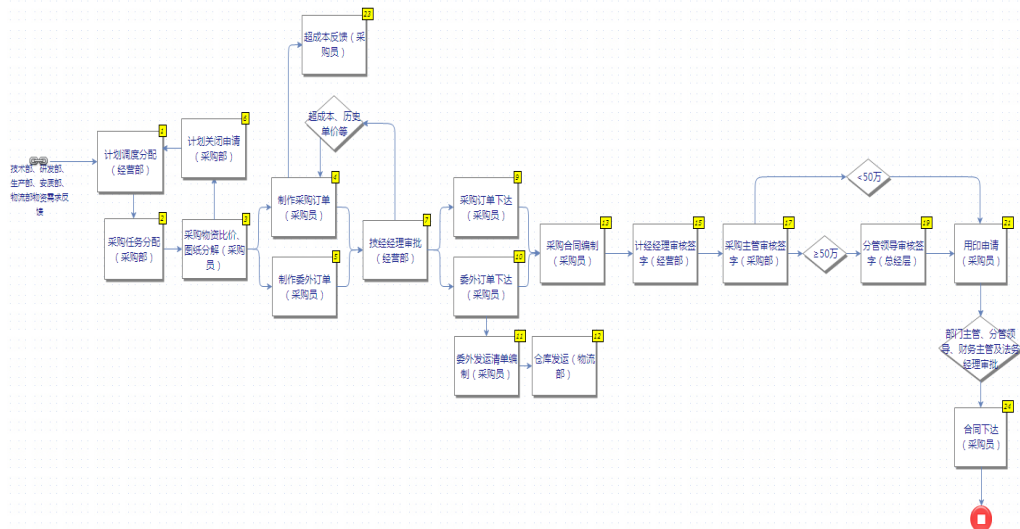 23
超成本反馈（采
购员）
超成本、历史
单价等
6
计划关闭申请
（采购部）
1
计划调度分配
（经营部）
技术部、研发部、
生产部、安质部、
物流部物资需求反
馈
2
采购任务分配
（采购部）
3
采购物资比价、
图纸分解（采购
员）
4
制作采购订单
（采购员）
5
制作委外订单
（采购员）
7
技经经理审批
（经营部）
9
采购订单下达
（采购员）
10
委外订单下达
（采购员）
11
委外发运清单编
制（采购员）
12
仓库发运（物流
部）
13
采购合同编制
（采购员）
15
计经经理审核签
字（经营部）
17
采购主管审核签
字（采购部）
<50万
≥50万
19
分管领导审核签
字（总经层）
21
用印申请
（采购员）
部门主管、分管领
导、财务主管及法务
经理审批
24
合同下达
（采购员）